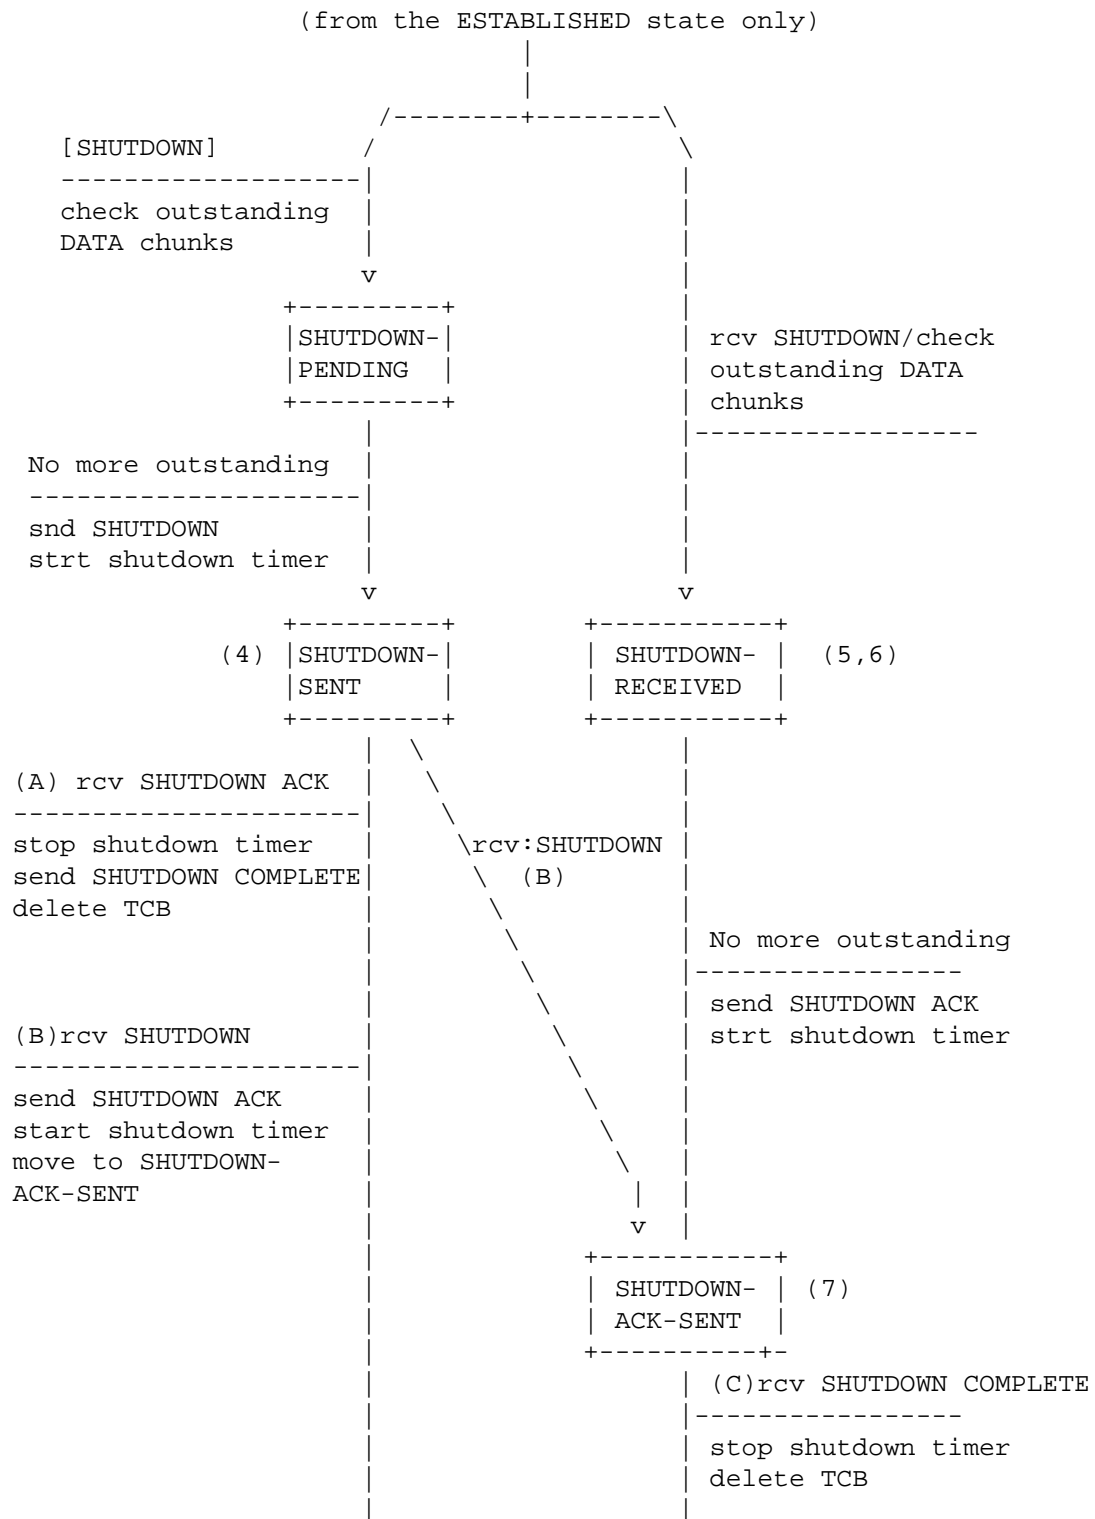 (from the ESTABLISHED state only)
|
|
/--------+--------\
[SHUTDOWN]         /                   \
-------------------|                   |
check outstanding  |                   |
DATA chunks        |                   |
v                   |
+---------+              |
|SHUTDOWN-|              | rcv SHUTDOWN/check
|PENDING  |              | outstanding DATA
+---------+              | chunks
|                   |------------------
No more outstanding  |                   |
---------------------|                   |
snd SHUTDOWN         |                   |
strt shutdown timer  |                   |
v                   v
+---------+        +-----------+
(4) |SHUTDOWN-|        | SHUTDOWN- |  (5,6)
|SENT     |        | RECEIVED  |
+---------+        +-----------+
|  \                |
(A) rcv SHUTDOWN ACK  |   \               |
----------------------|    \              |
stop shutdown timer   |     \rcv:SHUTDOWN |
send SHUTDOWN COMPLETE|      \  (B)       |
delete TCB            |       \           |
|        \          | No more outstanding
|         \         |-----------------
|          \        | send SHUTDOWN ACK
(B)rcv SHUTDOWN       |           \       | strt shutdown timer
----------------------|            \      |
send SHUTDOWN ACK     |             \     |
start shutdown timer  |              \    |
move to SHUTDOWN-     |               \   |
ACK-SENT              |                |  |
|                v  |
|             +-----------+
|             | SHUTDOWN- | (7)
|             | ACK-SENT  |
|             +----------+-
|                   | (C)rcv SHUTDOWN COMPLETE
|                   |-----------------
|                   | stop shutdown timer
|                   | delete TCB
|                   |